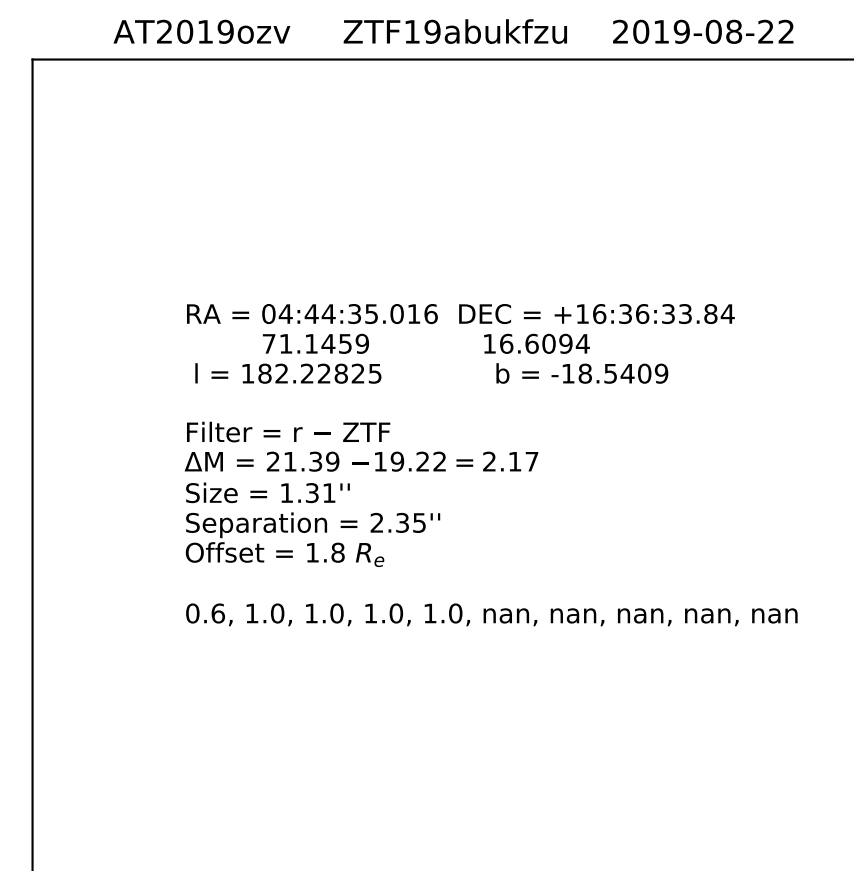 AT2019ozv ZTF19abukfzu 2019-08-22
RA = 04:44:35.016 DEC = +16:36:33.84
71.1459 16.6094
l = 182.22825 b = -18.5409
Filter = r − ZTF
ΔM = 21.39 −19.22 = 2.17
Size = 1.31''
Separation = 2.35''
Offset = 1.8 Rₑ
0.6, 1.0, 1.0, 1.0, 1.0, nan, nan, nan, nan, nan